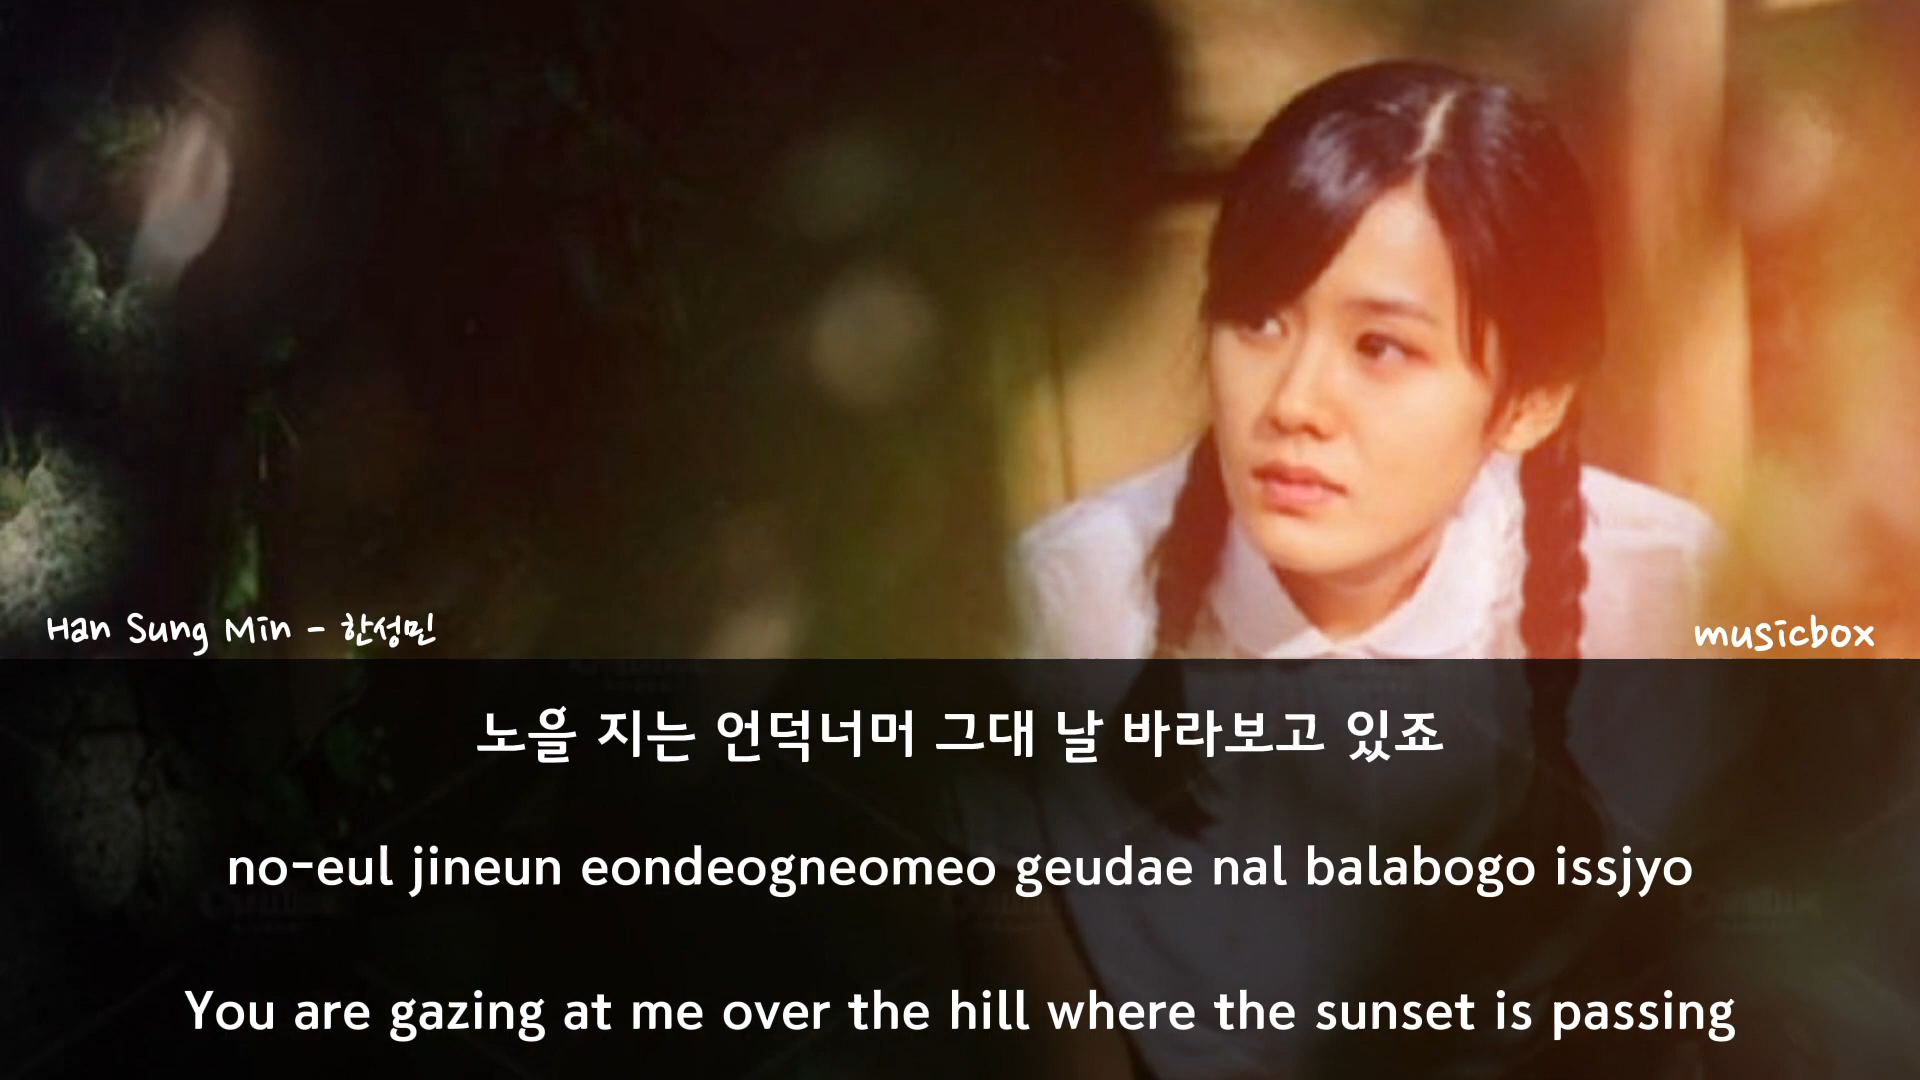 Han Sung Min - 한성민
musicbox
노을 지는 언덕너머 그대 날 바라보고 있죠
no-eul jineun eondeogneomeo geudae nal balabogo issjyo
You are gazing at me over the hill where the sunset is passing